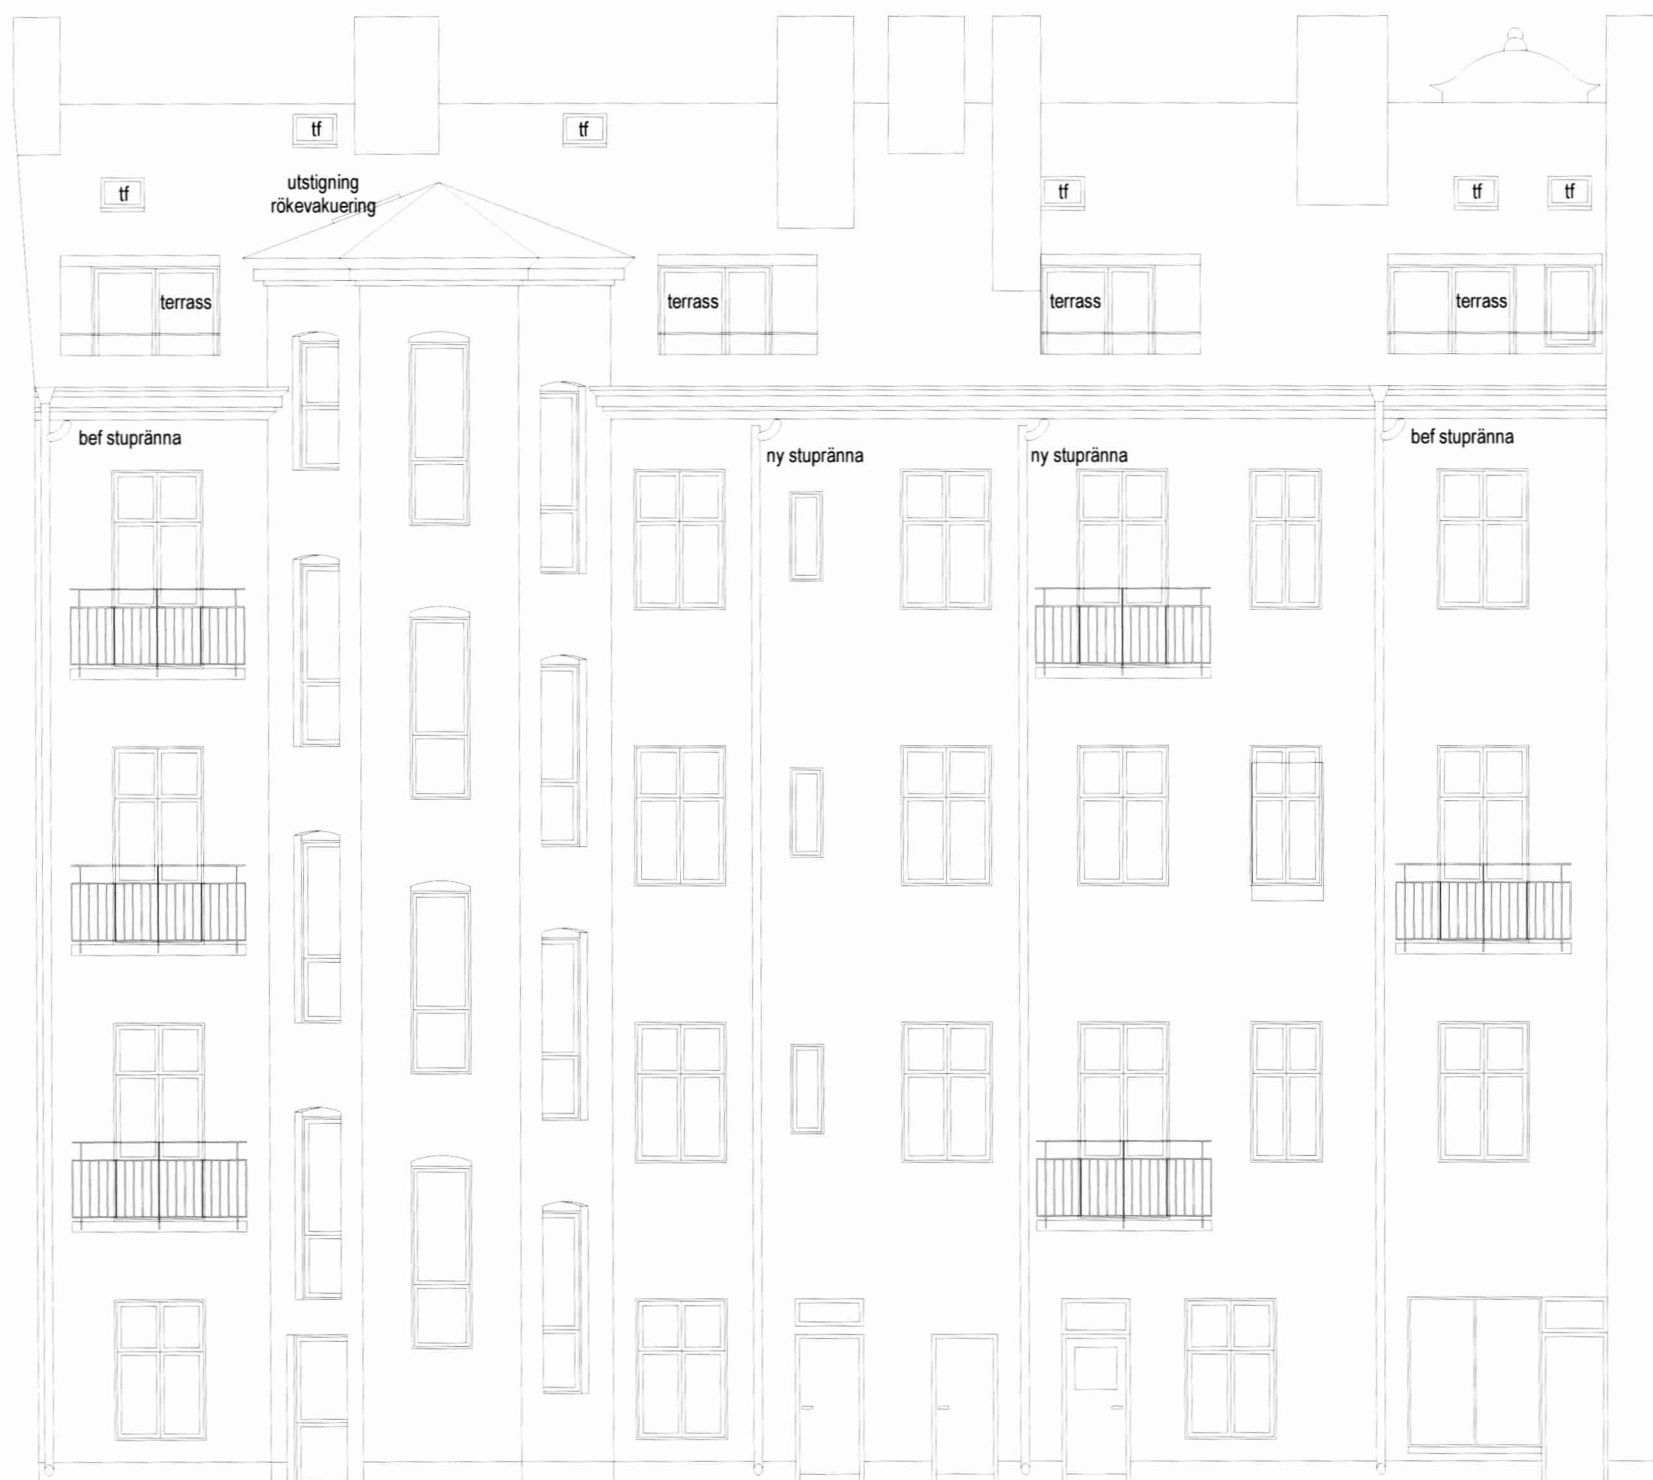 tf
tf
tf
utstigning
rökevakuering
tf
tf
tf
terrass
terrass
terrass
terrass
bef stupränna
ny stupränna
ny stupränna
bef stupränna